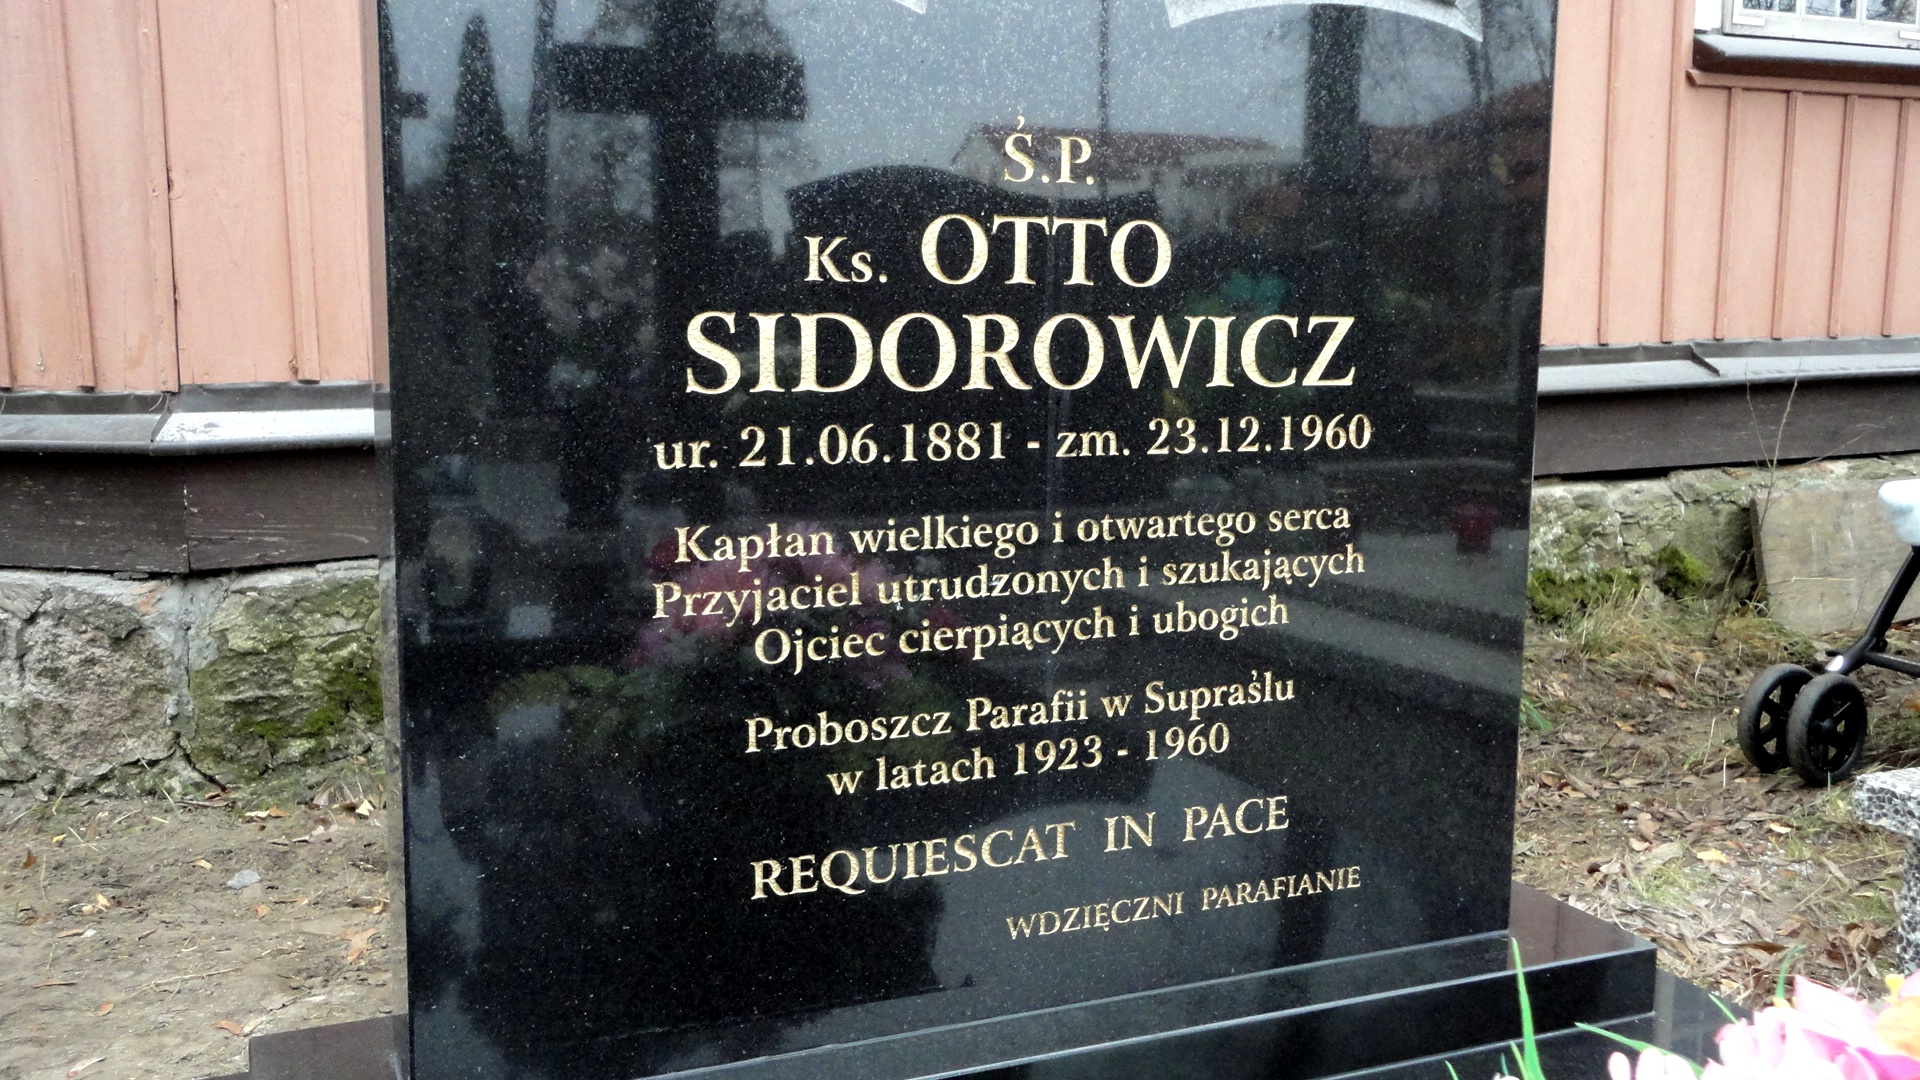 Ś.P.
Ks. OTTO
SIDOROWICZ
ur. 21.06.1881 - zm. 23.12.1960
Kapłan wielkiego i otwartego serca
Przyjaciel utrudzonych i szukających
Ojciec cierpiących i ubogich
Proboszcz Parafii w Supraślu
w latach 1923 - 1960
REQUIESCAT IN PACE
WDZIĘCZNI PARAFIANIE